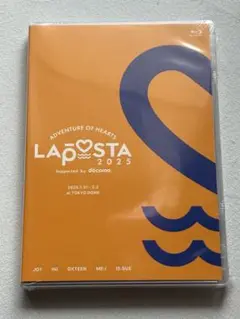 ADVENTURE OF HEARTS
LAPOSTA
2025
Supported by docomo
at TOKYO DOME
JO1 INI DXTEEN ME:I IS:SUE